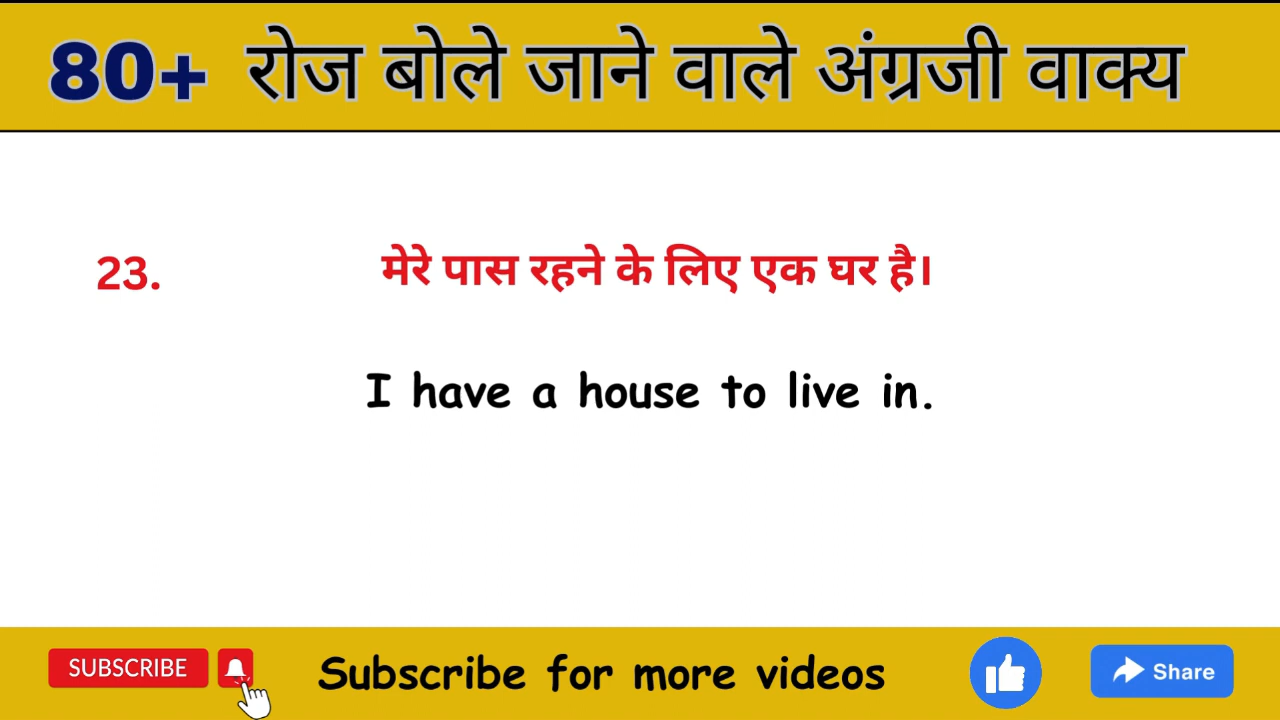 80+ रोज बोले जाने वाले अंग्रजी वाक्य
23. मेरे पास रहने के लिए एक घर है।
I have a house to live in.
SUBSCRIBE Subscribe for more videos Share